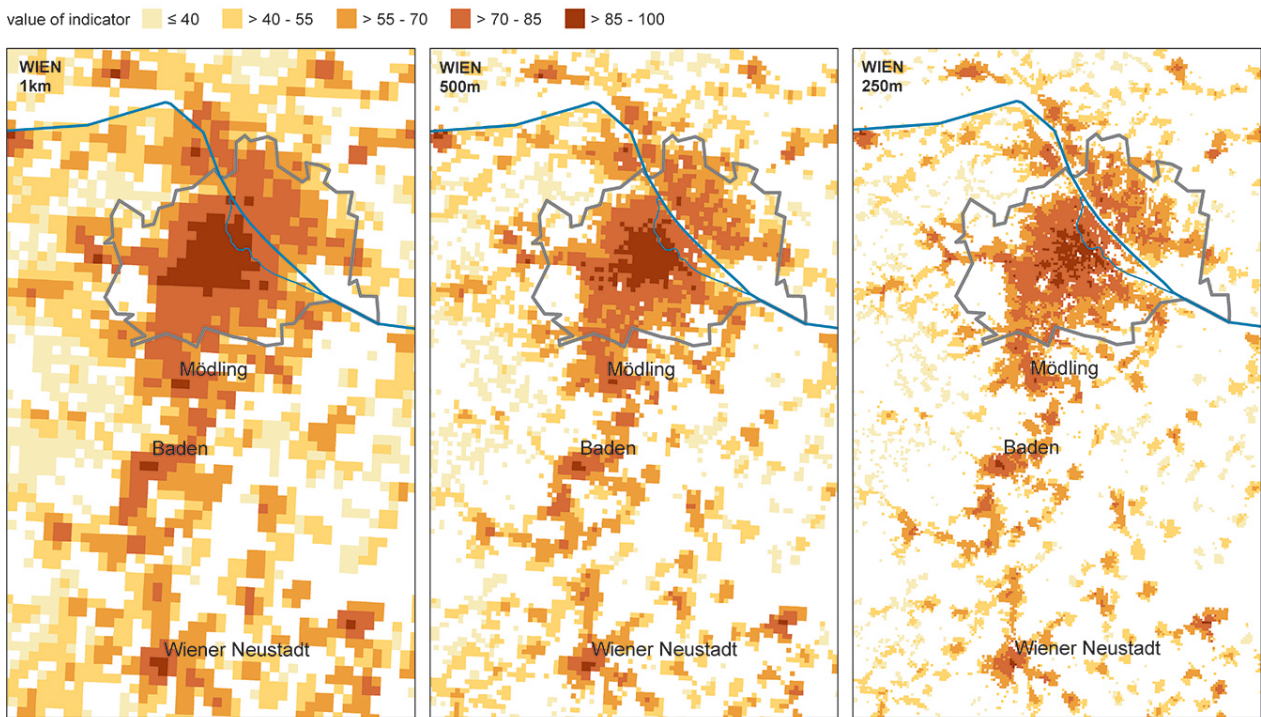 value of indicator ≤ 40 > 40 - 55 > 55 - 70 > 70 - 85 > 85 - 100
WIEN
1km
Mödling
Baden
Wiener Neustadt
WIEN
500m
Mödling
Baden
Wiener Neustadt
WIEN
250m
Mödling
Baden
Wiener Neustadt